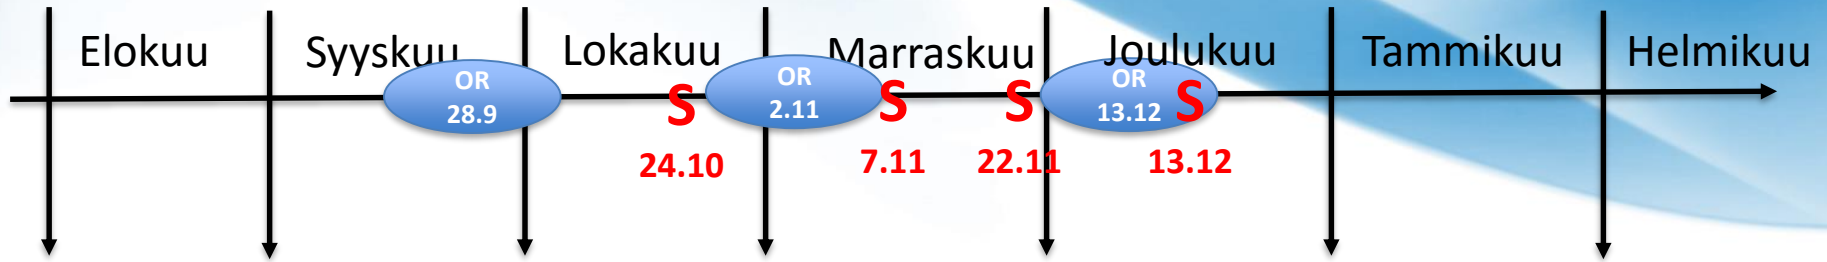 Elokuu
Syyskuu
Lokakuu
Marraskuu
Joulukuu
Tammikuu
Helmikuu
OR
28.9
S
OR
2.11
S
S
OR
13.12
S
24.10
7.11
22.11
13.12